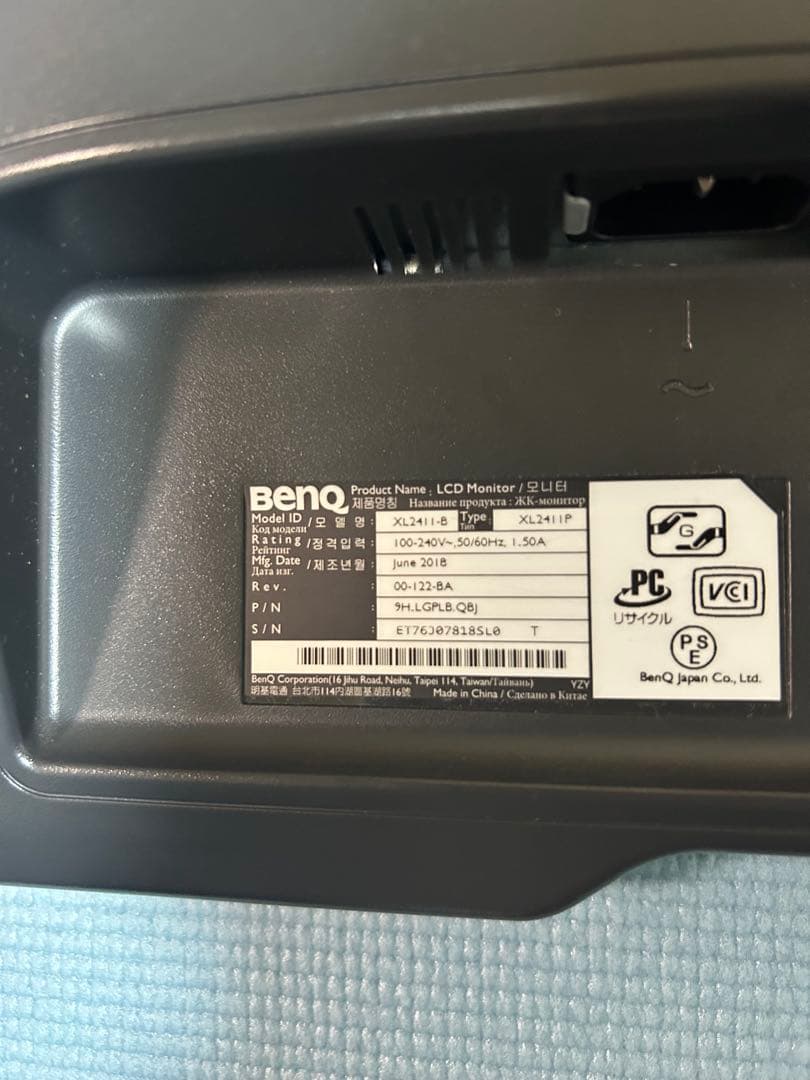 BenQ Product Name : LCD Monitor / 모니터
제품명칭 Название продукта : ЖК-монитор
Model ID / 모 델 명 : XL2411-B Type XL2411P
Код модели Тип
Rating / 정격입력 : 100-240V~,50/60Hz, 1.50A
Рейтинг
Mfg. Date / 제조년월 : June 2018
Дата изг.
Rev. : 00-122-BA
P/N : 9H.LGPLB.QBJ
S/N : ET76J07818SL0 T
BenQ Corporation(16 Jihu Road, Neihu, Taipei 114, Taiwan/Тайвань) YZY
明基電通 台北市114内湖區基湖路16號 Made in China / Сделано в Китае
G
PC
リサイクル
VCCI
PSE
BenQ Japan Co., Ltd.